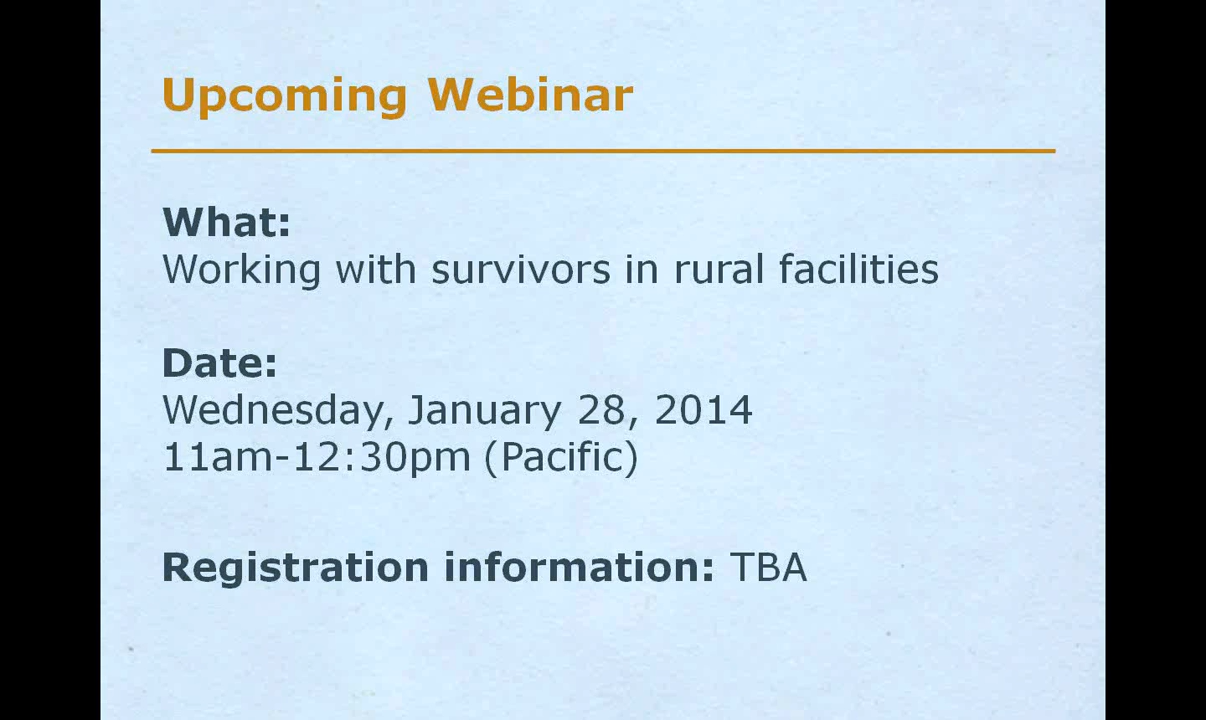 Upcoming Webinar
What:
Working with survivors in rural facilities
Date:
Wednesday, January 28, 2014
11am-12:30pm (Pacific)
Registration information: TBA